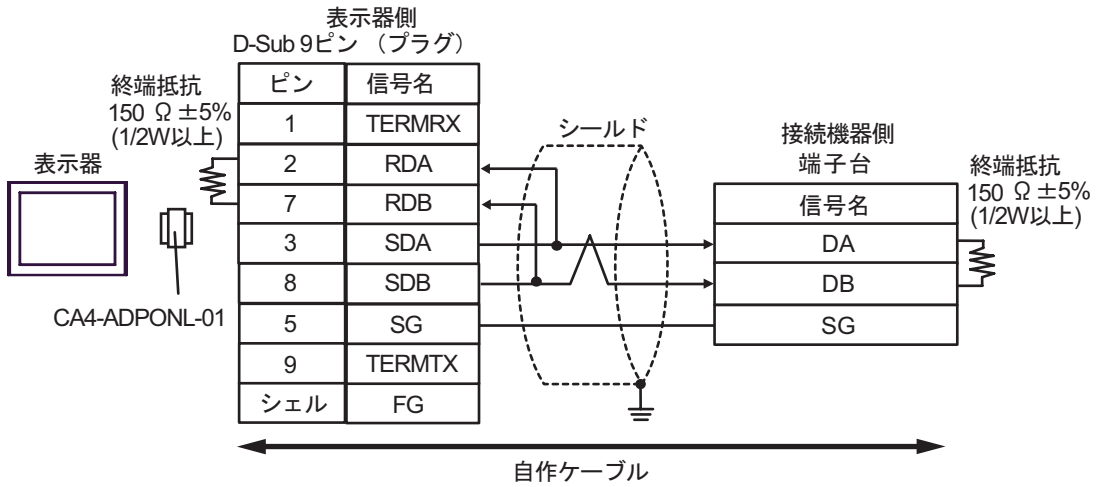 表示器側
D-Sub 9ピン （プラグ）
終端抵抗
150 Ω ±5%
(1/2W以上)
表示器
CA4-ADPONL-01
ピン 信号名
1 TERMRX
2 RDA
7 RDB
3 SDA
8 SDB
5 SG
9 TERMTX
シェル FG
シールド
接続機器側
端子台
信号名
DA
DB
SG
終端抵抗
150 Ω ±5%
(1/2W以上)
自作ケーブル